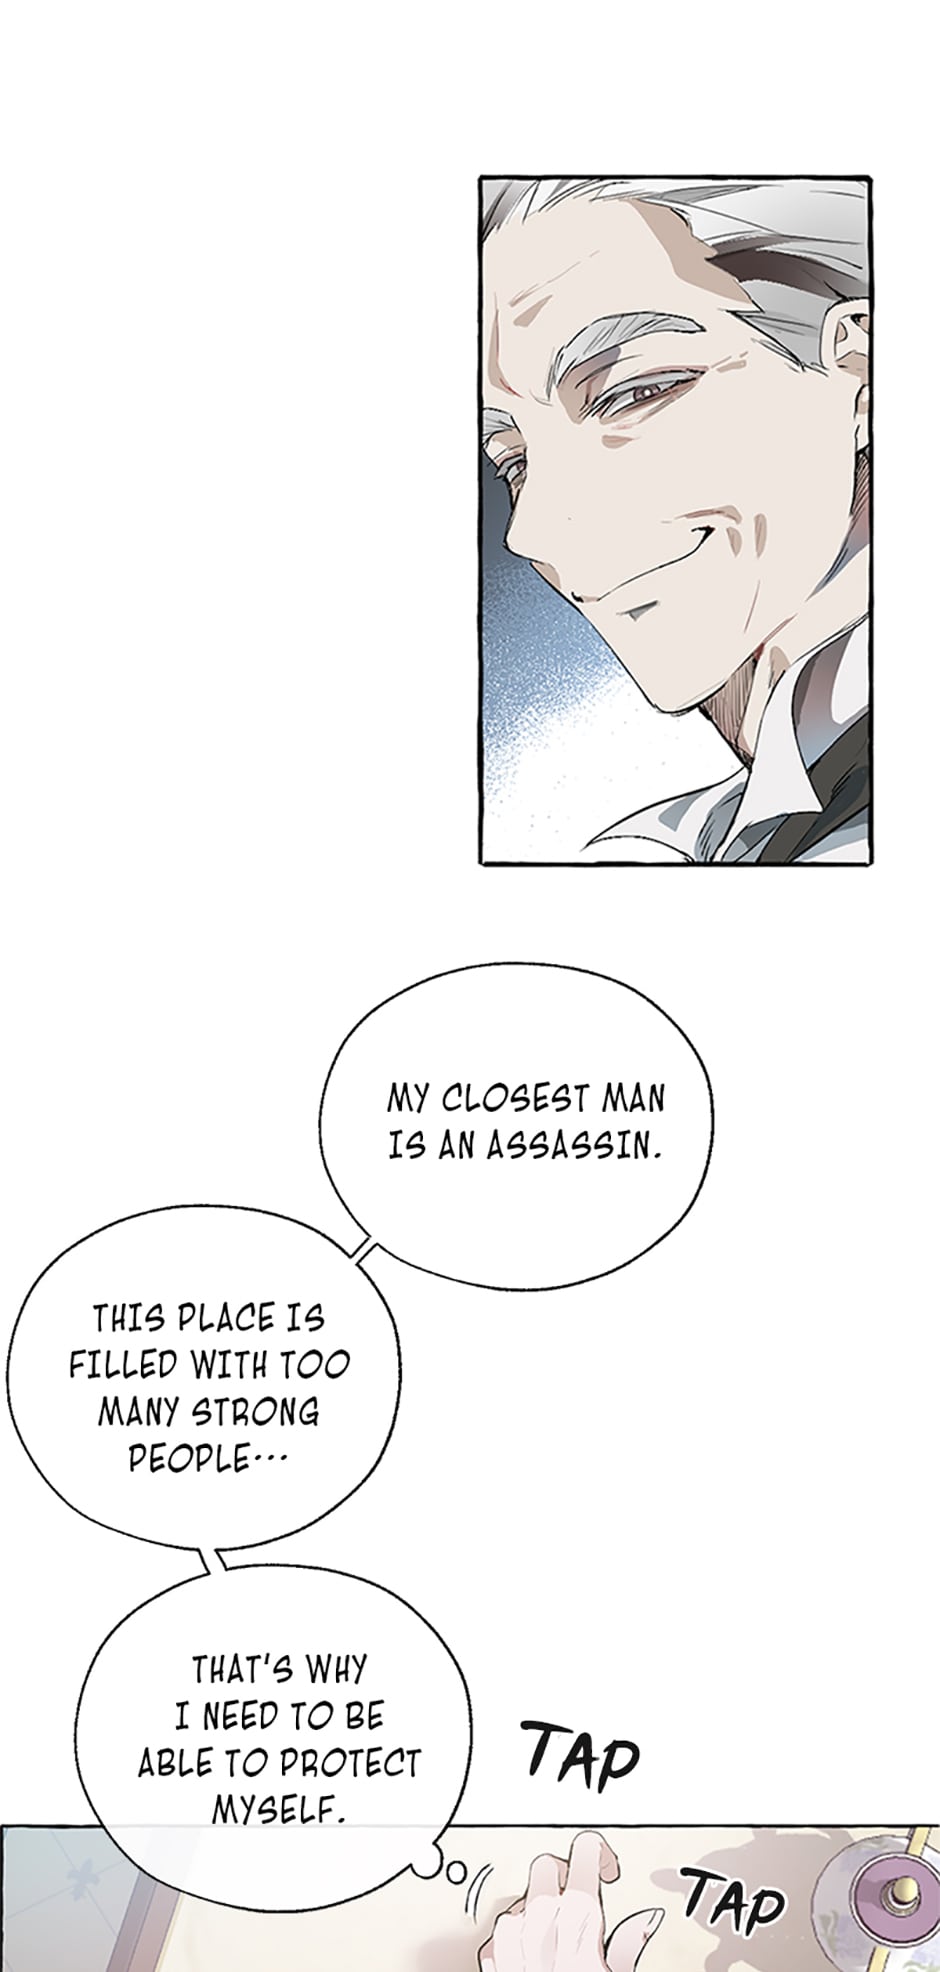 MY CLOSEST MAN
IS AN ASSASSIN.
THIS PLACE IS
FILLED WITH TOO
MANY STRONG
PEOPLE...
THAT'S WHY
I NEED TO BE
ABLE TO PROTECT
MYSELF.
TAP
TAP